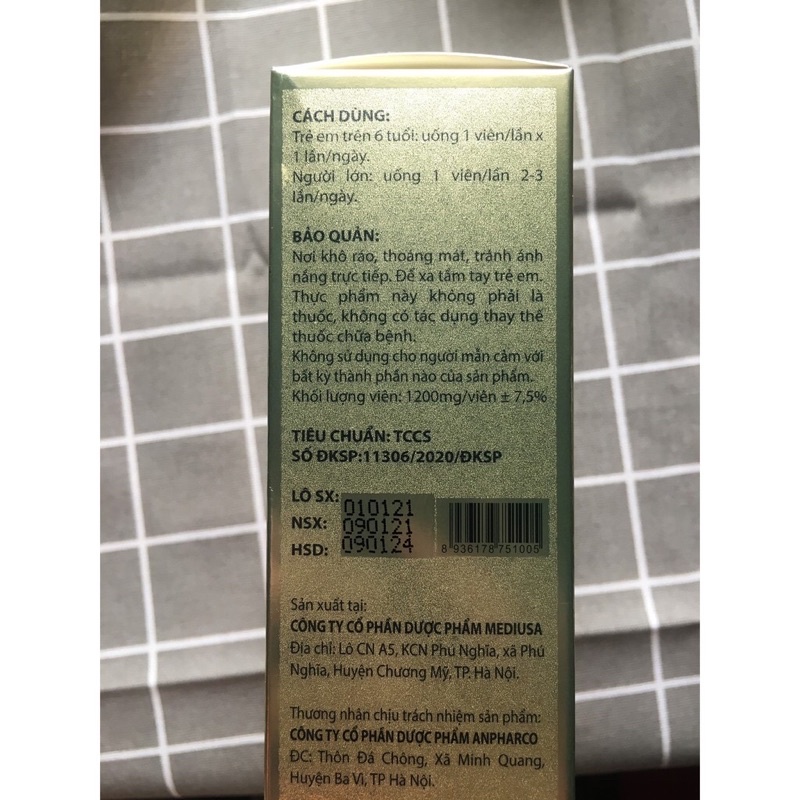 CÁCH DÙNG:
Trẻ em trên 6 tuổi: uống 1 viên/lần x
1 lần/ngày.
Người lớn: uống 1 viên/lần 2-3
lần/ngày.
BẢO QUẢN:
Nơi khô ráo, thoáng mát, tránh ánh
nắng trực tiếp. Để xa tầm tay trẻ em.
Thực phẩm này không phải là
thuốc, không có tác dụng thay thế
thuốc chữa bệnh.
Không sử dụng cho người mẫn cảm với
bất kỳ thành phần nào của sản phẩm.
Khối lượng viên: 1200mg/viên ± 7,5%
TIÊU CHUẨN: TCCS
SỐ ĐKSP:11306/2020/ĐKSP
LÔ SX: 010121
NSX: 090121
HSD: 090124
8 936178 751005
Sản xuất tại:
CÔNG TY CỔ PHẦN DƯỢC PHẨM MEDIUSA
Địa chỉ: Lô CN A5, KCN Phú Nghĩa, xã Phú
Nghĩa, Huyện Chương Mỹ, TP. Hà Nội.
Thương nhân chịu trách nhiệm sản phẩm:
CÔNG TY CỔ PHẦN DƯỢC PHẨM ANPHARCO
ĐC: Thôn Đá Chông, Xã Minh Quang,
Huyện Ba Vì, TP Hà Nội.